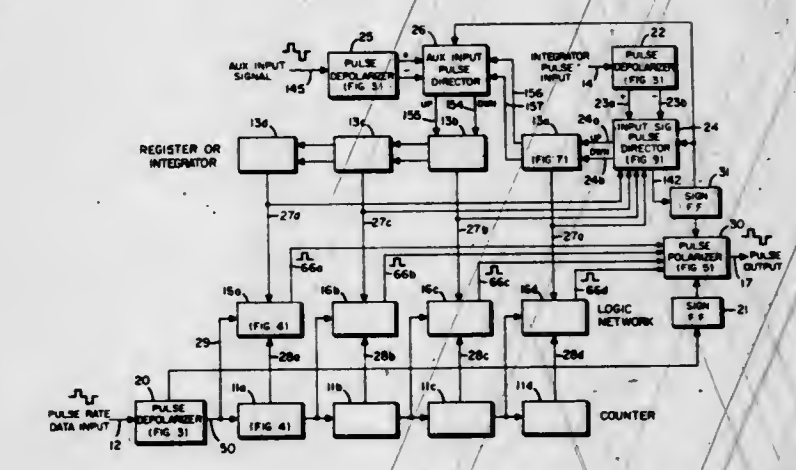 25
26
22
AUX INPUT
SIGNAL
145
PULSE
DEPOLARIZER
(FIG 3)
+
-
AUX INPUT
PULSE
DIRECTOR
INTEGRATOR
PULSE
INPUT
14
PULSE
DEPOLARIZER
(FIG 3)
+
-
23a
23b
156
157
UP
154
DWN
155
13d
13c
13b
13a
24a
UP
DWN
24b
INPUT SIG
PULSE
DIRECTOR
(FIG 9)
24
142
REGISTER OR
INTEGRATOR
(FIG 7)
31
SIGN
F F
27d
27c
27b
27a
30
PULSE
POLARIZER
(FIG 5)
PULSE
OUTPUT
17
66a
66b
66c
66d
15a
16b
16c
16d
(FIG 6)
LOGIC
NETWORK
SIGN
F F
21
29
28a
28b
28c
28d
20
11a
11b
11c
11d
PULSE RATE
DATA INPUT
12
PULSE
DEPOLARIZER
(FIG 3)
50
(FIG 4)
COUNTER